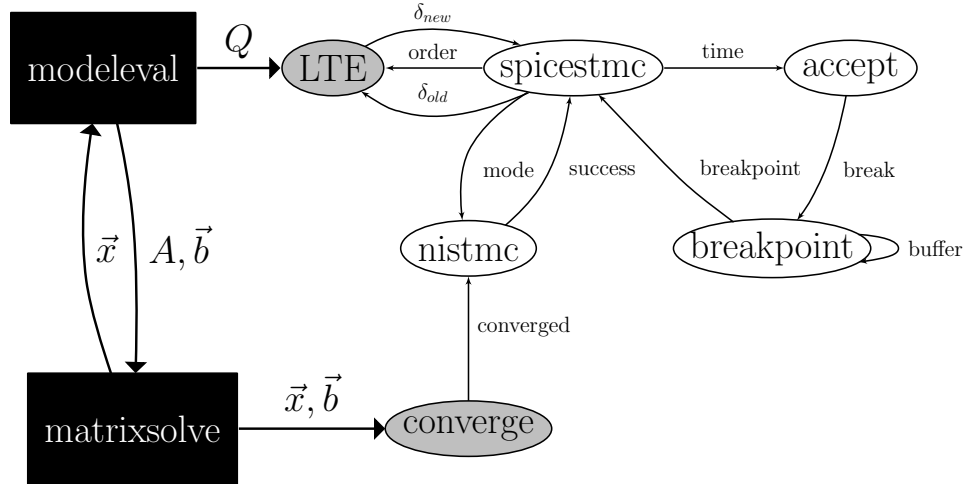 δnew
Q
order
modeleval
LTE
spicestmc
time
accept
δold
mode
success
breakpoint
break
x⃗
A, b⃗
nistmc
breakpoint
buffer
converged
x⃗, b⃗
matrixsolve
converge